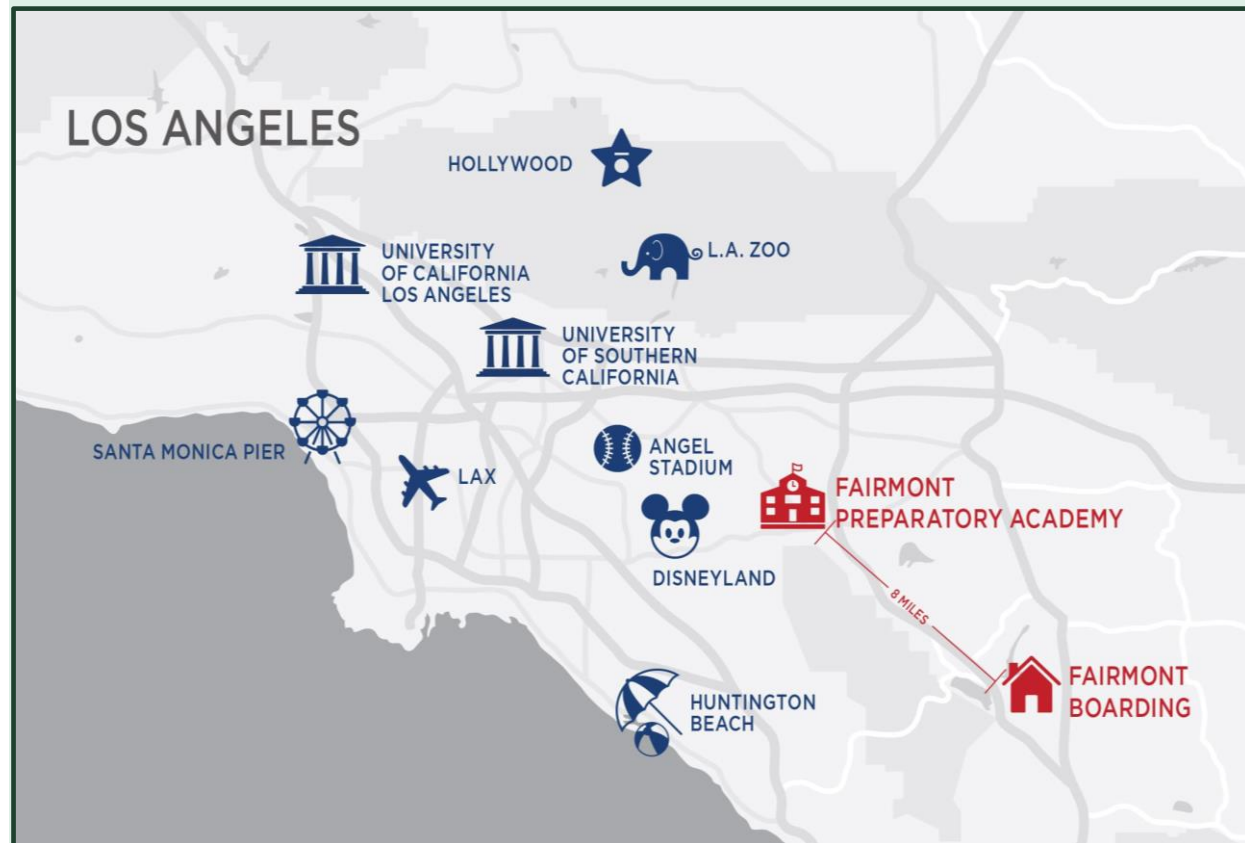 LOS ANGELES
HOLLYWOOD
L.A. ZOO
UNIVERSITY
OF CALIFORNIA
LOS ANGELES
UNIVERSITY
OF SOUTHERN
CALIFORNIA
SANTA MONICA PIER
LAX
ANGEL
STADIUM
FAIRMONT
PREPARATORY ACADEMY
DISNEYLAND
8 MILES
FAIRMONT
BOARDING
HUNTINGTON
BEACH